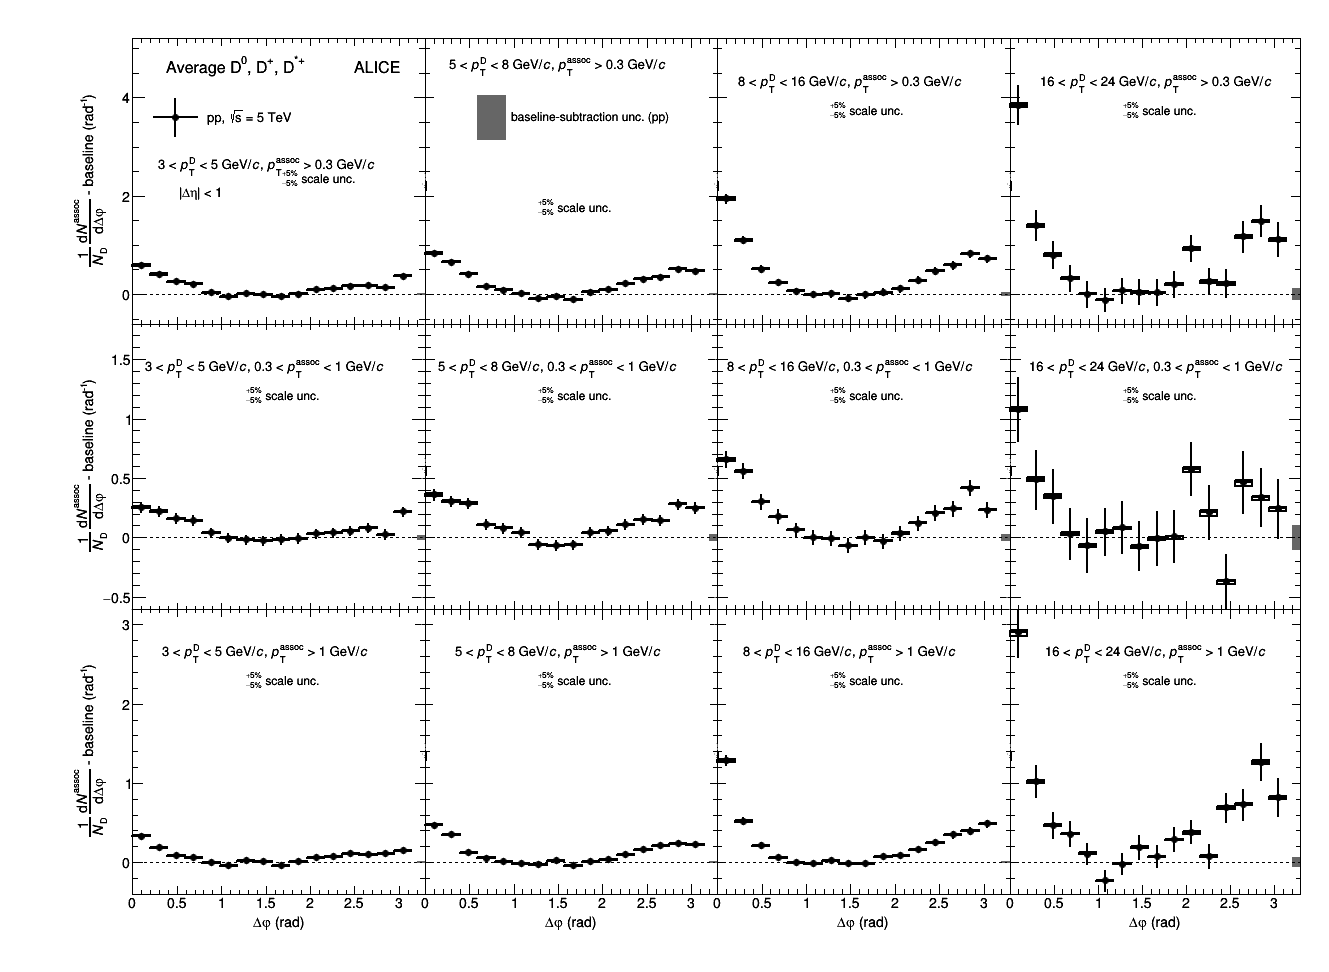 Average D⁰, D⁺, D*⁺ ALICE
pp, √s = 5 TeV
3 < p_T^D < 5 GeV/c, p_T^assoc > 0.3 GeV/c
+5% −5% scale unc.
|Δη| < 1
5 < p_T^D < 8 GeV/c, p_T^assoc > 0.3 GeV/c
baseline-subtraction unc. (pp)
+5% −5% scale unc.
8 < p_T^D < 16 GeV/c, p_T^assoc > 0.3 GeV/c
+5% −5% scale unc.
16 < p_T^D < 24 GeV/c, p_T^assoc > 0.3 GeV/c
+5% −5% scale unc.
1/N_D dN^assoc/dΔφ - baseline (rad⁻¹)
4
2
0
3 < p_T^D < 5 GeV/c, 0.3 < p_T^assoc < 1 GeV/c
+5% −5% scale unc.
5 < p_T^D < 8 GeV/c, 0.3 < p_T^assoc < 1 GeV/c
+5% −5% scale unc.
8 < p_T^D < 16 GeV/c, 0.3 < p_T^assoc < 1 GeV/c
+5% −5% scale unc.
16 < p_T^D < 24 GeV/c, 0.3 < p_T^assoc < 1 GeV/c
+5% −5% scale unc.
1/N_D dN^assoc/dΔφ - baseline (rad⁻¹)
1.5
1
0.5
0
−0.5
3 < p_T^D < 5 GeV/c, p_T^assoc > 1 GeV/c
+5% −5% scale unc.
5 < p_T^D < 8 GeV/c, p_T^assoc > 1 GeV/c
+5% −5% scale unc.
8 < p_T^D < 16 GeV/c, p_T^assoc > 1 GeV/c
+5% −5% scale unc.
16 < p_T^D < 24 GeV/c, p_T^assoc > 1 GeV/c
+5% −5% scale unc.
1/N_D dN^assoc/dΔφ - baseline (rad⁻¹)
3
2
1
0
0 0.5 1 1.5 2 2.5 3 0 0.5 1 1.5 2 2.5 3 0 0.5 1 1.5 2 2.5 3 0 0.5 1 1.5 2 2.5 3
Δφ (rad) Δφ (rad) Δφ (rad) Δφ (rad)